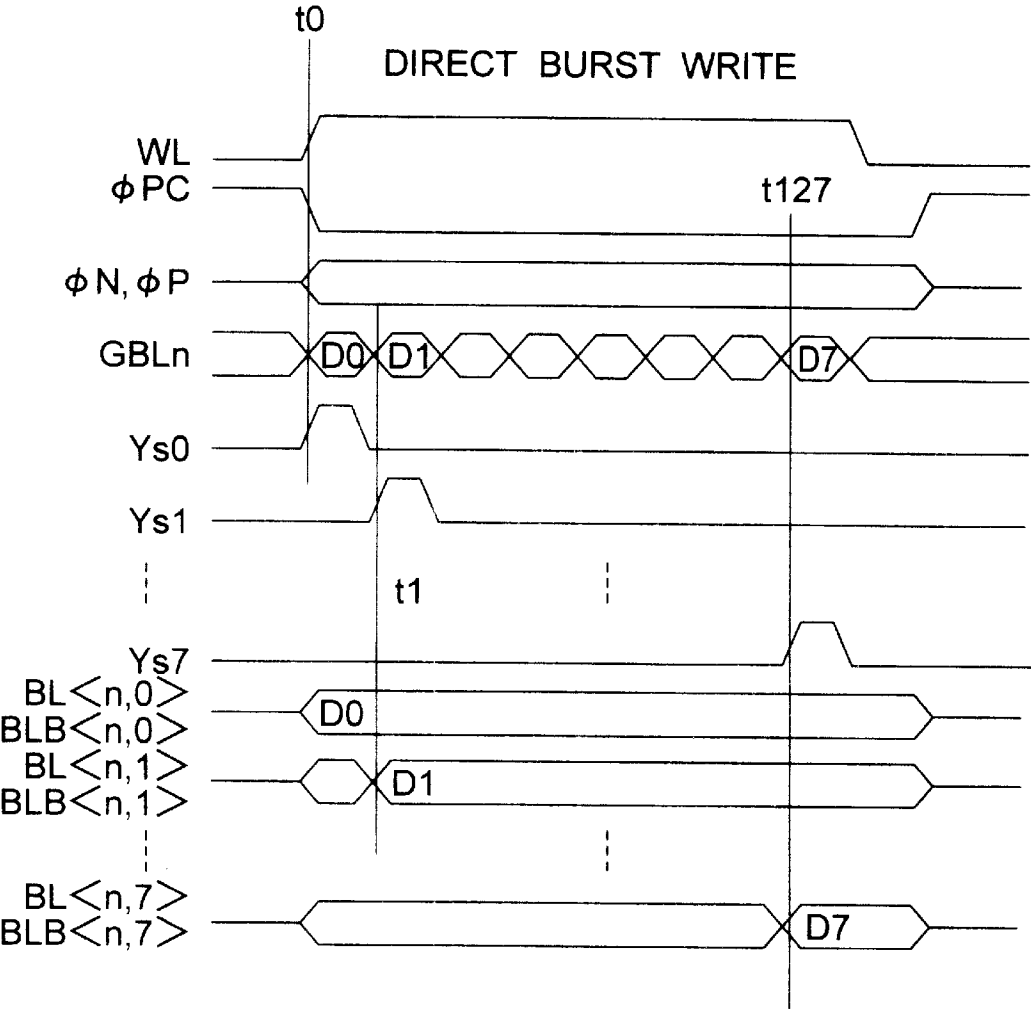 t0
DIRECT BURST WRITE
WL
φPC
t127
φN, φP
GBLn
D0
D1
D7
Ys0
Ys1
t1
Ys7
BL<n,0>
D0
BLB<n,0>
BL<n,1>
D1
BLB<n,1>
BL<n,7>
D7
BLB<n,7>